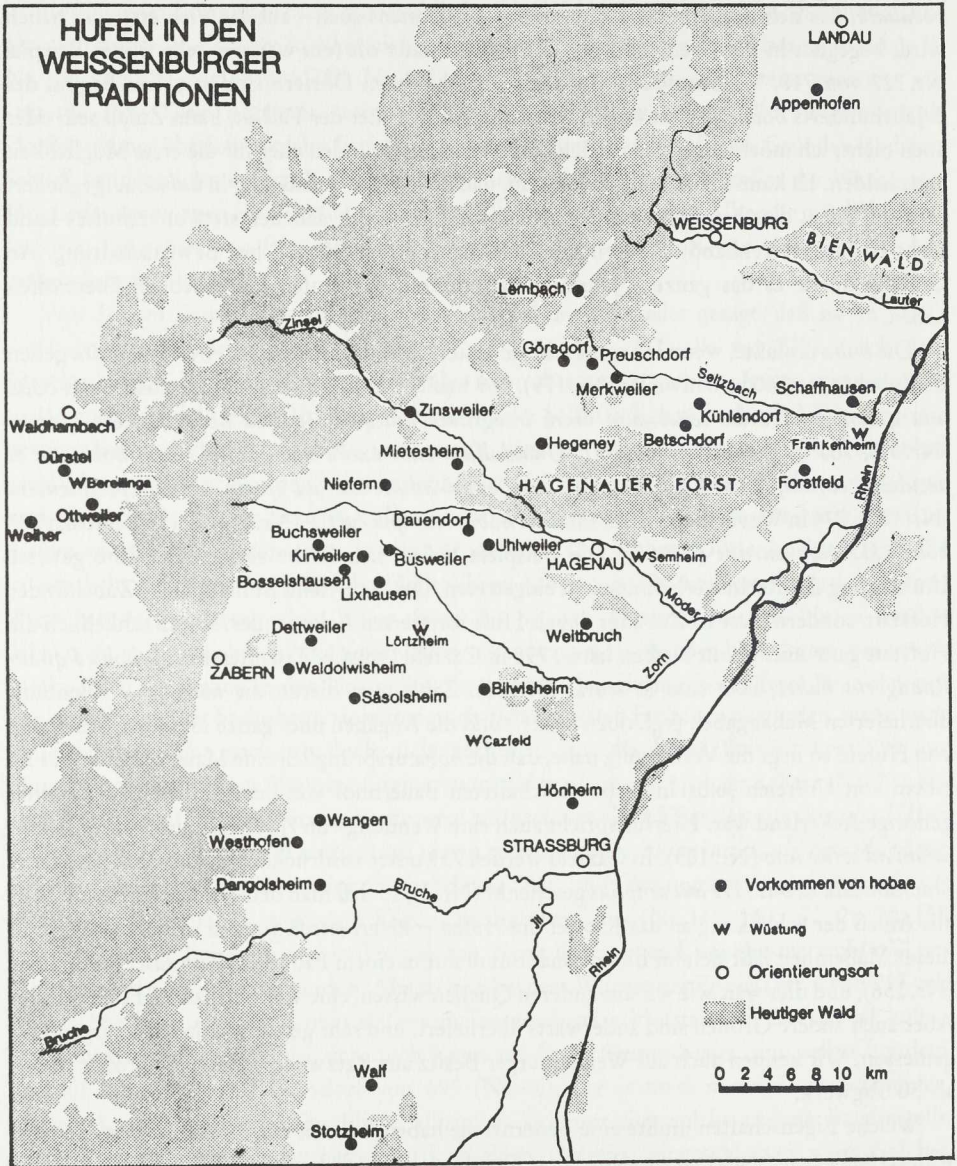 HUFEN IN DEN
WEISSENBURGER
TRADITIONEN
LANDAU
Appenhofen
WEISSENBURG
BIENWALD
Lauter
Lembach
Zinsel
Görsdorf
Preuschdorf
Merkweiler
Seltzbach
Schaffhausen
Kühlendorf
Betschdorf
W
Frankenheim
Waldhambach
Zinsweiler
Hegeney
Mietesheim
Dürstel
W Berellinga
Ottweiler
Weiher
Niefern
HAGENAUER FORST
Forstfeld
Rhein
Dauendorf
Buchsweiler
Uhlweiler
Kirweiler
Büsweiler
HAGENAU
W Semheim
Bosselshausen
Lixhausen
Moder
Dettweiler
W
Lörtzheim
Weitbruch
ZABERN
Waldolwisheim
Zorn
Säsolsheim
Bilwisheim
W Cazfeld
Hönheim
Wangen
Westhofen
STRASSBURG
Dangolsheim
Bruche
Ill
Rhein
Bruche
Walf
Stotzheim
Vorkommen von hobae
W Wüstung
Orientierungsort
Heutiger Wald
0 2 4 6 8 10 km